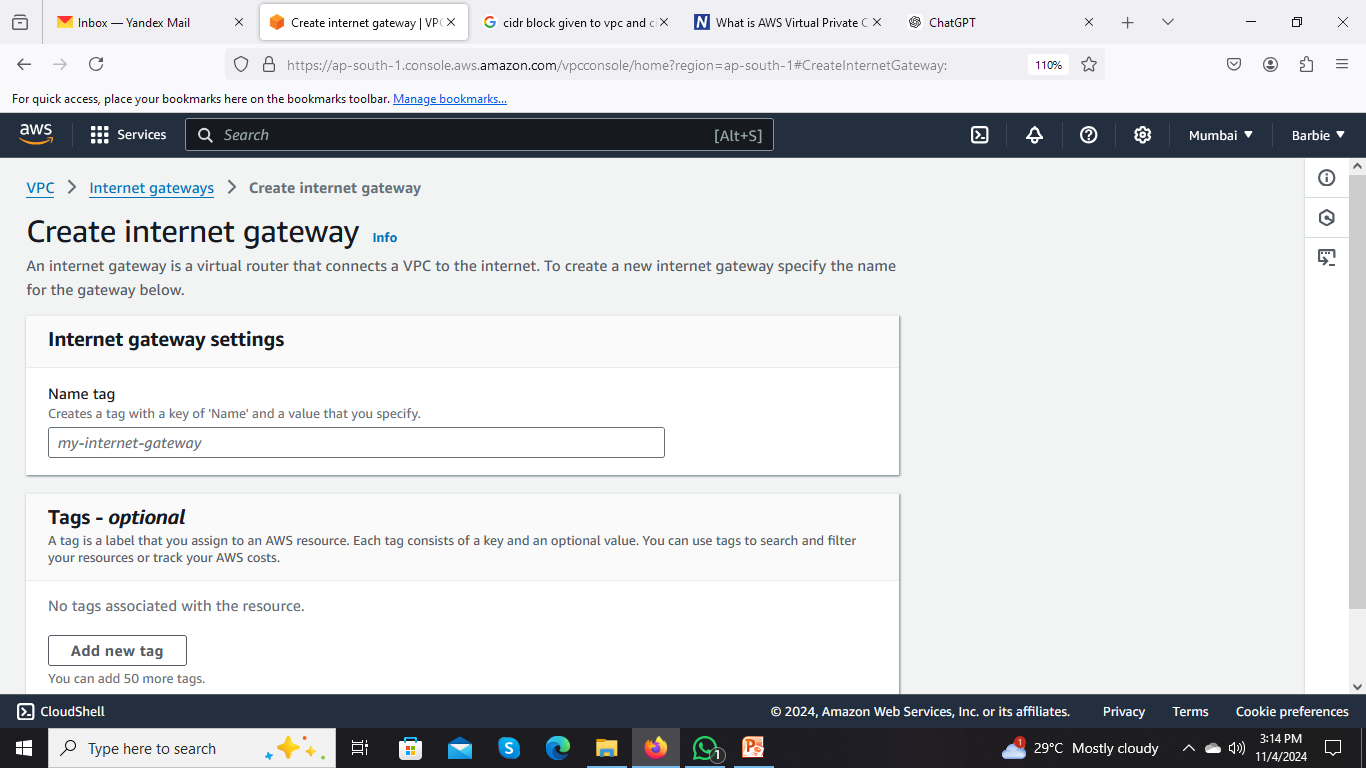 Inbox — Yandex Mail
Create internet gateway | VPC
cidr block given to vpc and ci
What is AWS Virtual Private C
ChatGPT
https://ap-south-1.console.aws.amazon.com/vpcconsole/home?region=ap-south-1#CreateInternetGateway:
110%
For quick access, place your bookmarks here on the bookmarks toolbar. Manage bookmarks...
aws
Services
Search
[Alt+S]
Mumbai
Barbie
VPC
Internet gateways
Create internet gateway
Create internet gateway Info
An internet gateway is a virtual router that connects a VPC to the internet. To create a new internet gateway specify the name
for the gateway below.
Internet gateway settings
Name tag
Creates a tag with a key of 'Name' and a value that you specify.
my-internet-gateway
Tags - optional
A tag is a label that you assign to an AWS resource. Each tag consists of a key and an optional value. You can use tags to search and filter
your resources or track your AWS costs.
No tags associated with the resource.
Add new tag
You can add 50 more tags.
CloudShell
© 2024, Amazon Web Services, Inc. or its affiliates.
Privacy
Terms
Cookie preferences
Type here to search
1
1
29°C Mostly cloudy
3:14 PM
11/4/2024